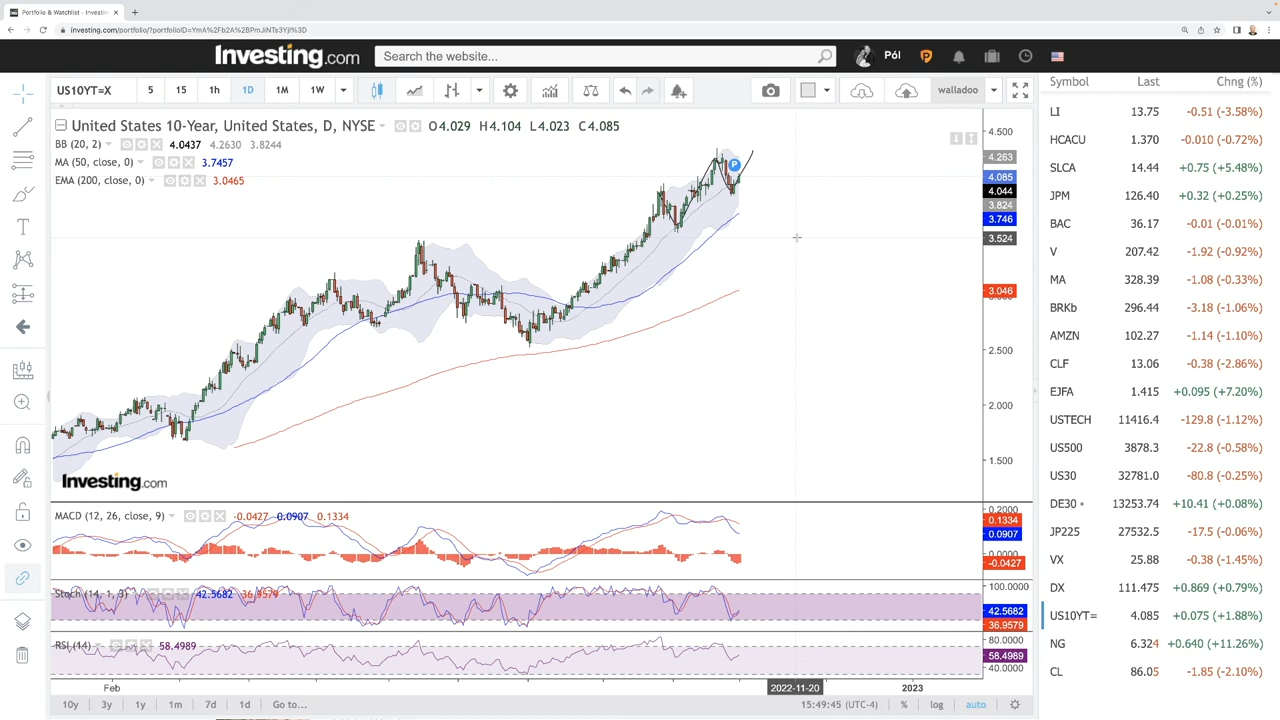 Portfolio & Watchlist - Investin
investing.com/portfolio/?portfolioID=YmA%2Fb2A%2BPmJiNTs3YjI%3D
Investing.com
Search the website...
Pól
US10YT=X 5 15 1h 1D 1M 1W
walladoo
United States 10-Year, United States, D, NYSE O4.029 H4.104 L4.023 C4.085
BB (20, 2) 4.0437 4.2630 3.8244
MA (50, close, 0) 3.7457
EMA (200, close, 0) 3.0465
P
4.500
4.263
4.085
4.044
3.824
3.746
3.524
3.046
2.500
2.000
1.500
Investing.com
MACD (12, 26, close, 9) -0.0427 0.0907 0.1334
0.2000
0.1334
0.0907
0.0000
-0.0427
Stoch (14, 1, 3) 42.5682 36.9579
100.0000
42.5682
36.9579
RSI (14) 58.4989
80.0000
58.4989
40.0000
Feb 2022-11-20 2023
10y 3y 1y 1m 7d 1d Go to... 15:49:45 (UTC-4) % log auto
Symbol Last Chng (%)
LI 13.75 -0.51 (-3.58%)
HCACU 1.370 -0.010 (-0.72%)
SLCA 14.44 +0.75 (+5.48%)
JPM 126.40 +0.32 (+0.25%)
BAC 36.17 -0.01 (-0.01%)
V 207.42 -1.92 (-0.92%)
MA 328.39 -1.08 (-0.33%)
BRKb 296.44 -3.18 (-1.06%)
AMZN 102.27 -1.14 (-1.10%)
CLF 13.06 -0.38 (-2.86%)
EJFA 1.415 +0.095 (+7.20%)
USTECH 11416.4 -129.8 (-1.12%)
US500 3878.3 -22.8 (-0.58%)
US30 32781.0 -80.8 (-0.25%)
DE30 13253.74 +10.41 (+0.08%)
JP225 27532.5 -17.5 (-0.06%)
VX 25.88 -0.38 (-1.45%)
DX 111.475 +0.869 (+0.79%)
US10YT= 4.085 +0.075 (+1.88%)
NG 6.324 +0.640 (+11.26%)
CL 86.05 -1.85 (-2.10%)